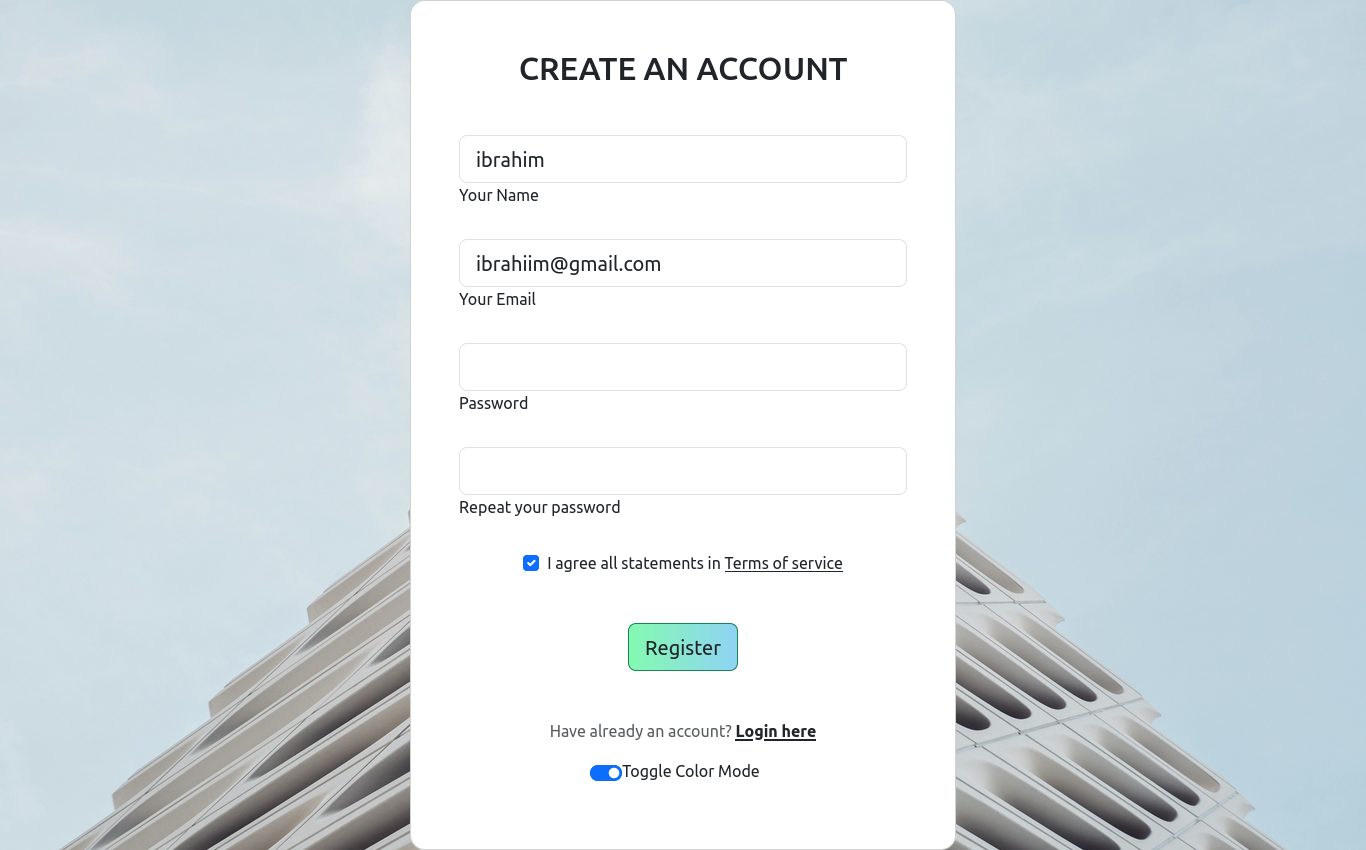 CREATE AN ACCOUNT
ibrahim
Your Name
ibrahiim@gmail.com
Your Email
Password
Repeat your password
I agree all statements in Terms of service
Register
Have already an account? Login here
Toggle Color Mode